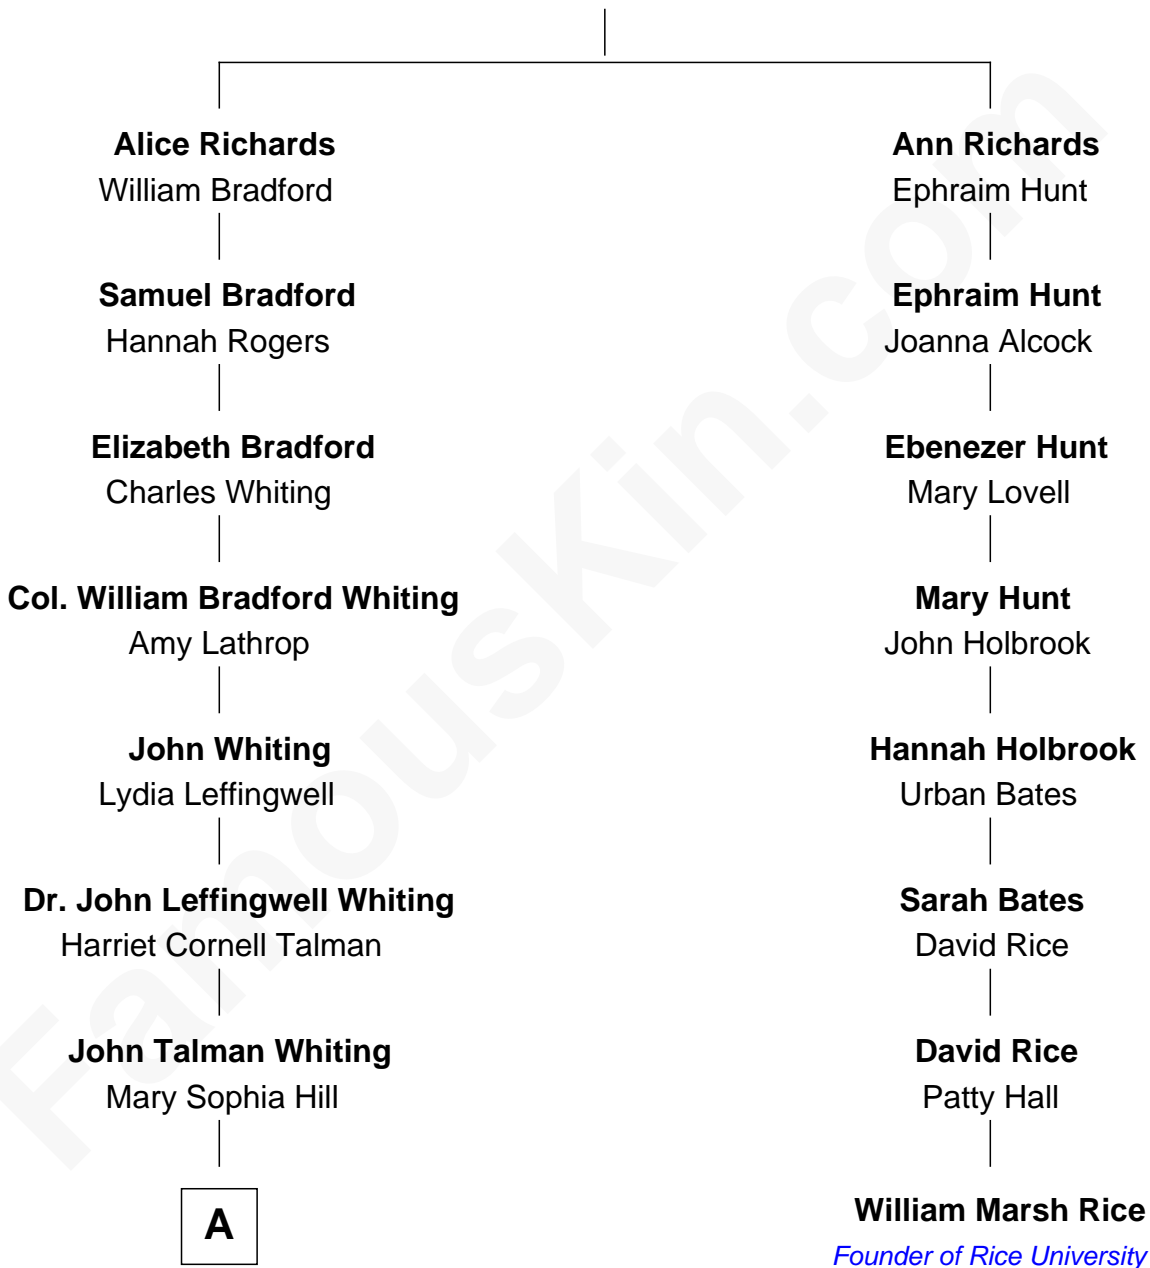 Alice Richards
William Bradford
Samuel Bradford
Hannah Rogers
Elizabeth Bradford
Charles Whiting
Col. William Bradford Whiting
Amy Lathrop
John Whiting
Lydia Leffingwell
Dr. John Leffingwell Whiting
Harriet Cornell Talman
John Talman Whiting
Mary Sophia Hill
A
Ann Richards
Ephraim Hunt
Ephraim Hunt
Joanna Alcock
Ebenezer Hunt
Mary Lovell
Mary Hunt
John Holbrook
Hannah Holbrook
Urban Bates
Sarah Bates
David Rice
David Rice
Patty Hall
William Marsh Rice
Founder of Rice University
FamousKin.com